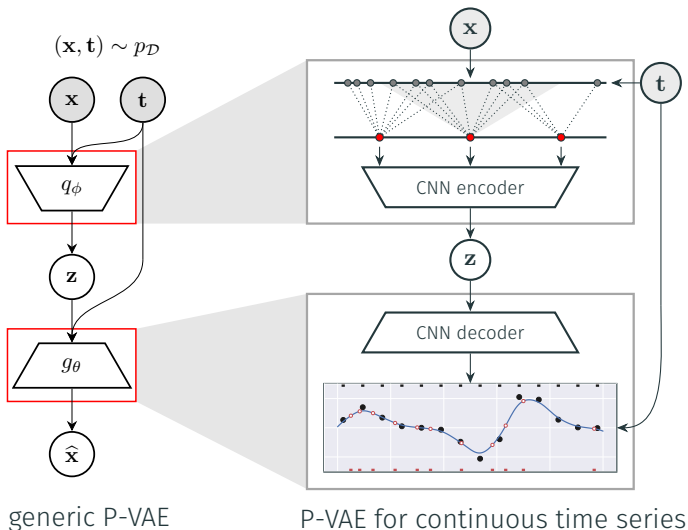 (x, t) ∼ p_D
x
t
q_ϕ
z
g_θ
x̂
generic P-VAE
x
t
CNN encoder
z
CNN decoder
P-VAE for continuous time series